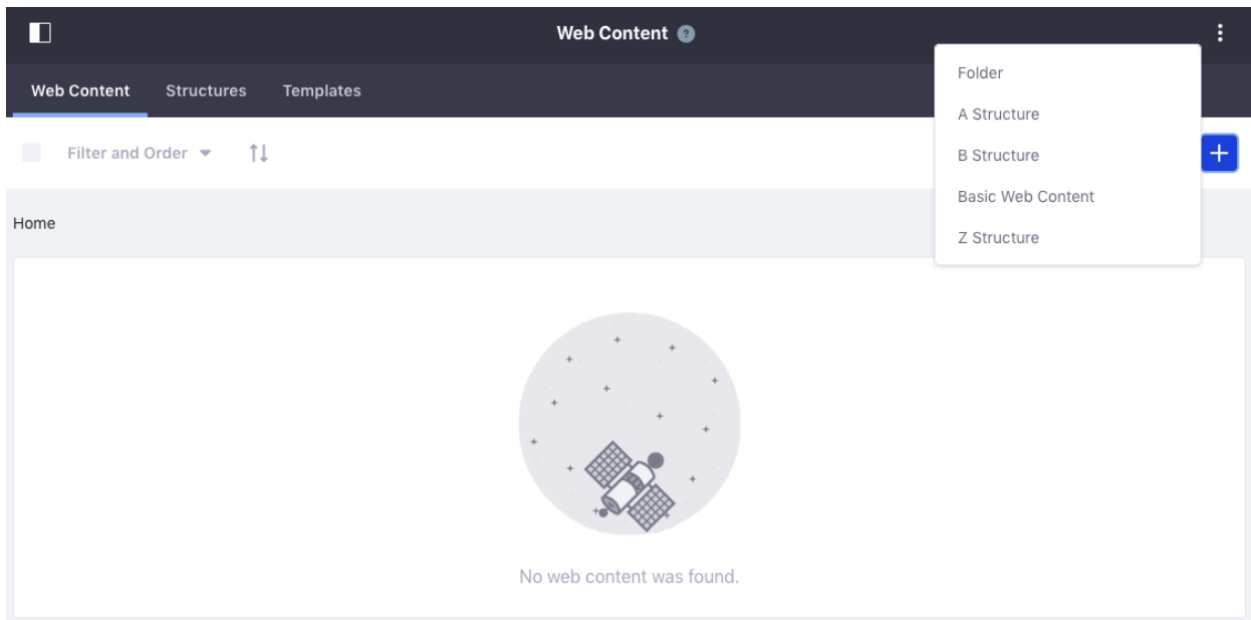 Web Content ?
Web Content Structures Templates
Folder
A Structure
B Structure
Basic Web Content
Z Structure
Filter and Order
Home
No web content was found.